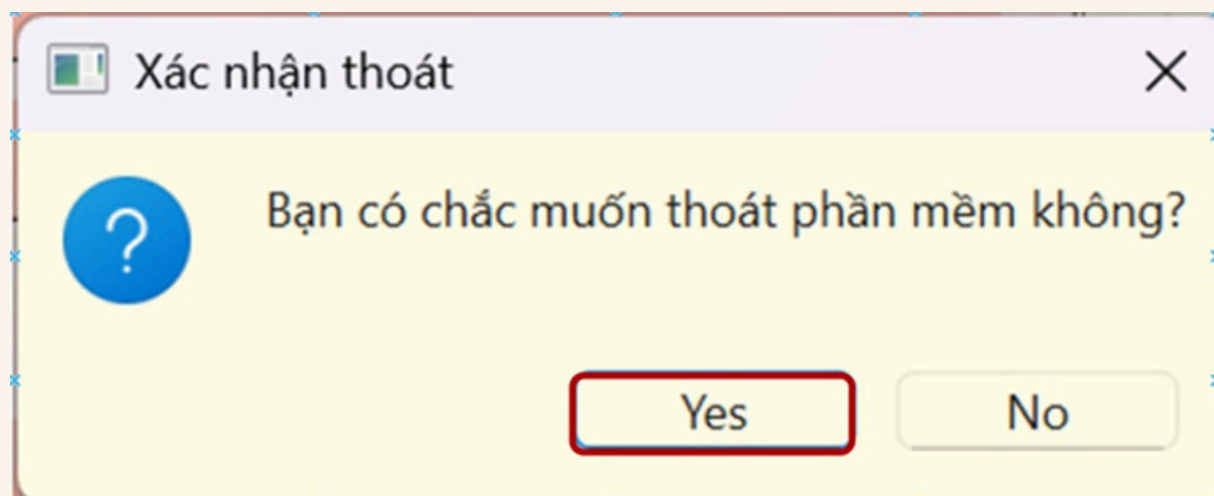 Xác nhận thoát
Bạn có chắc muốn thoát phần mềm không?
Yes
No